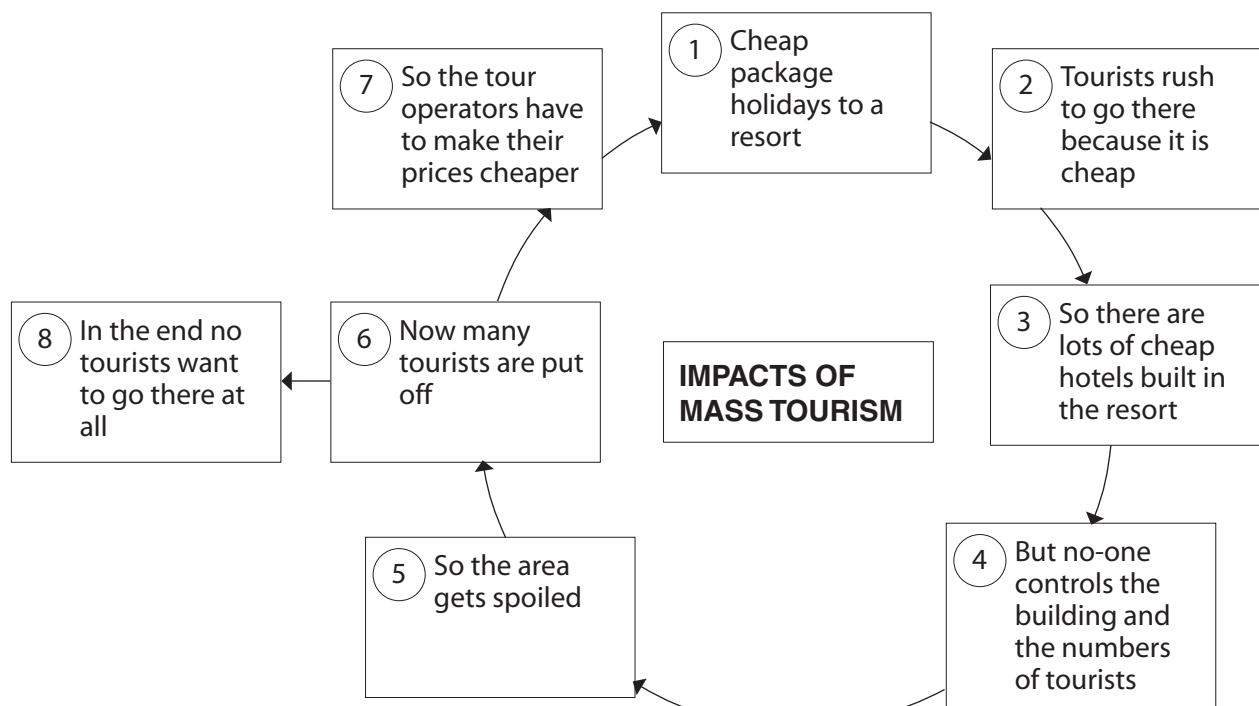 1 Cheap
package
holidays to a
resort
2 Tourists rush
to go there
because it is
cheap
3 So there are
lots of cheap
hotels built in
the resort
4 But no-one
controls the
building and
the numbers
of tourists
5 So the area
gets spoiled
6 Now many
tourists are put
off
7 So the tour
operators have
to make their
prices cheaper
8 In the end no
tourists want
to go there at
all
IMPACTS OF
MASS TOURISM